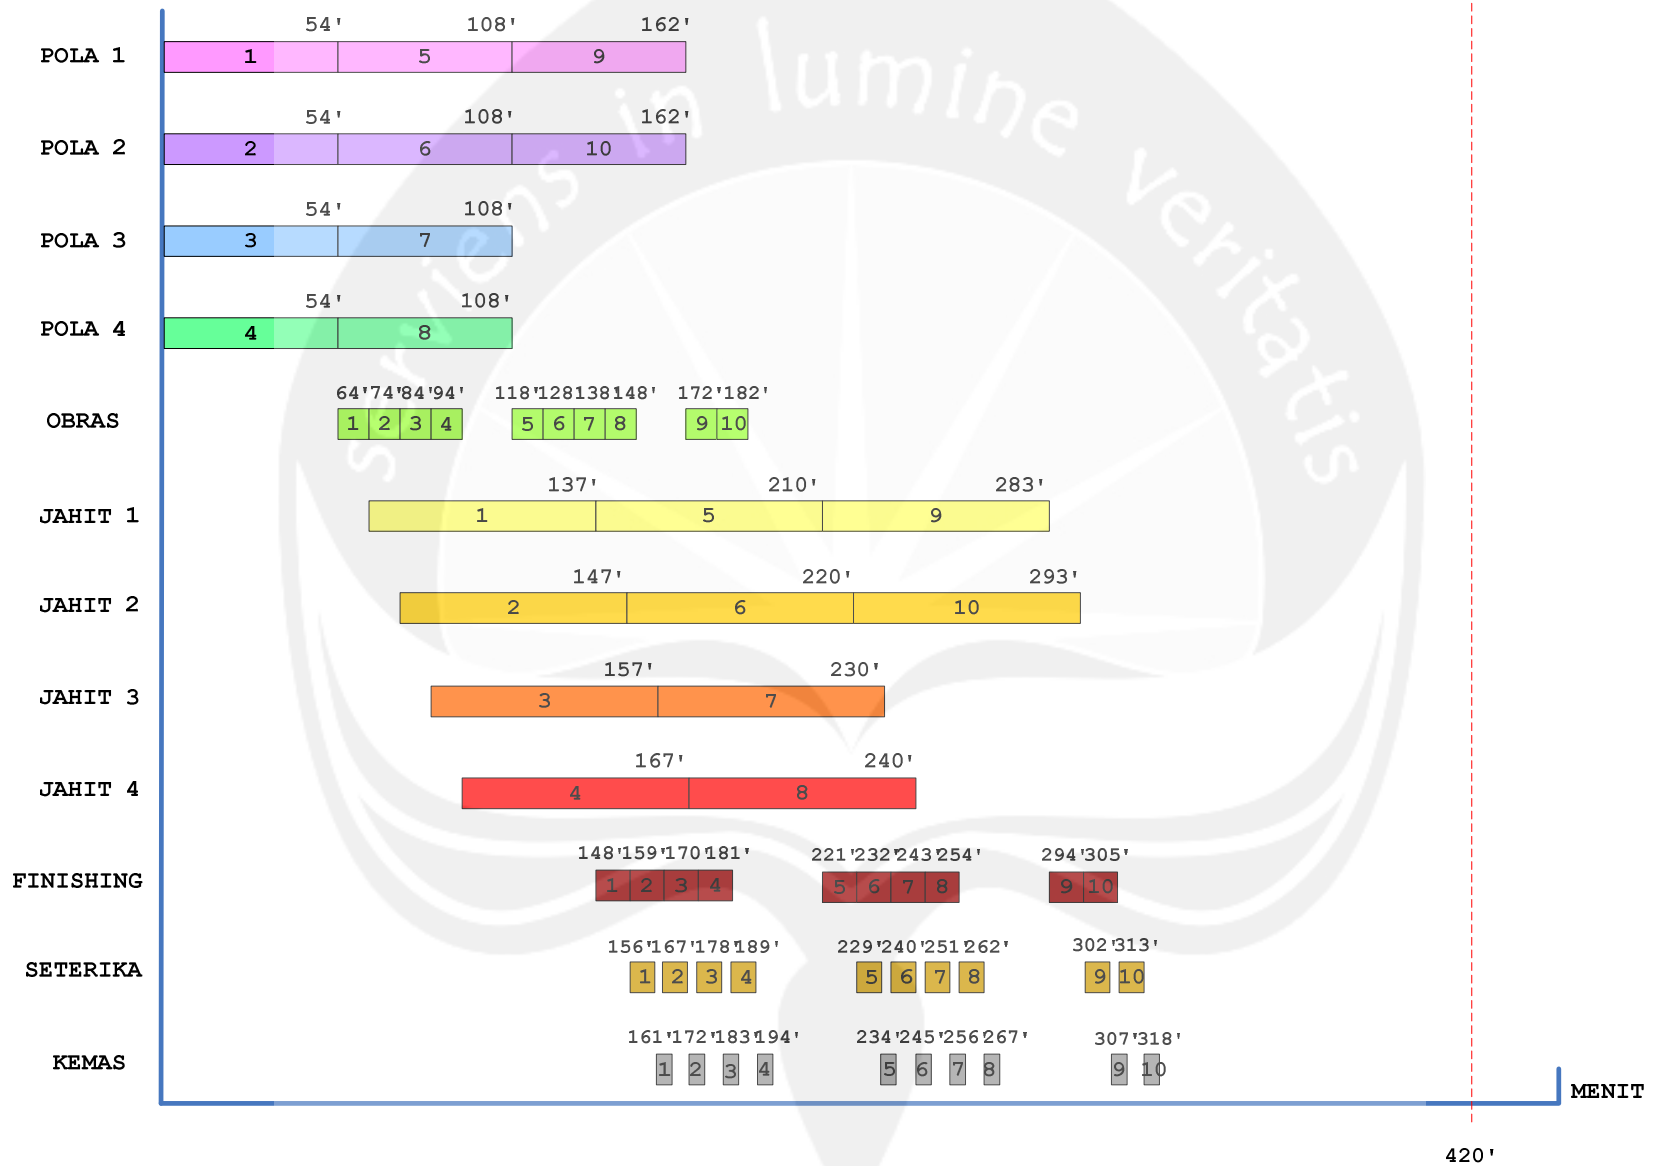 54' 108' 162'
POLA 1 1 5 9
54' 108' 162'
POLA 2 2 6 10
54' 108'
POLA 3 3 7
54' 108'
POLA 4 4 8
64' 74' 84' 94' 118' 128' 138' 148' 172' 182'
OBRAS 1 2 3 4 5 6 7 8 9 10
137' 210' 283'
JAHIT 1 1 5 9
147' 220' 293'
JAHIT 2 2 6 10
157' 230'
JAHIT 3 3 7
167' 240'
JAHIT 4 4 8
148' 159' 170' 181' 221' 232' 243' 254' 294' 305'
FINISHING 1 2 3 4 5 6 7 8 9 10
156' 167' 178' 189' 229' 240' 251' 262' 302' 313'
SETERIKA 1 2 3 4 5 6 7 8 9 10
161' 172' 183' 194' 234' 245' 256' 267' 307' 318'
KEMAS 1 2 3 4 5 6 7 8 9 10
MENIT
420'
serviens in lumine veritatis